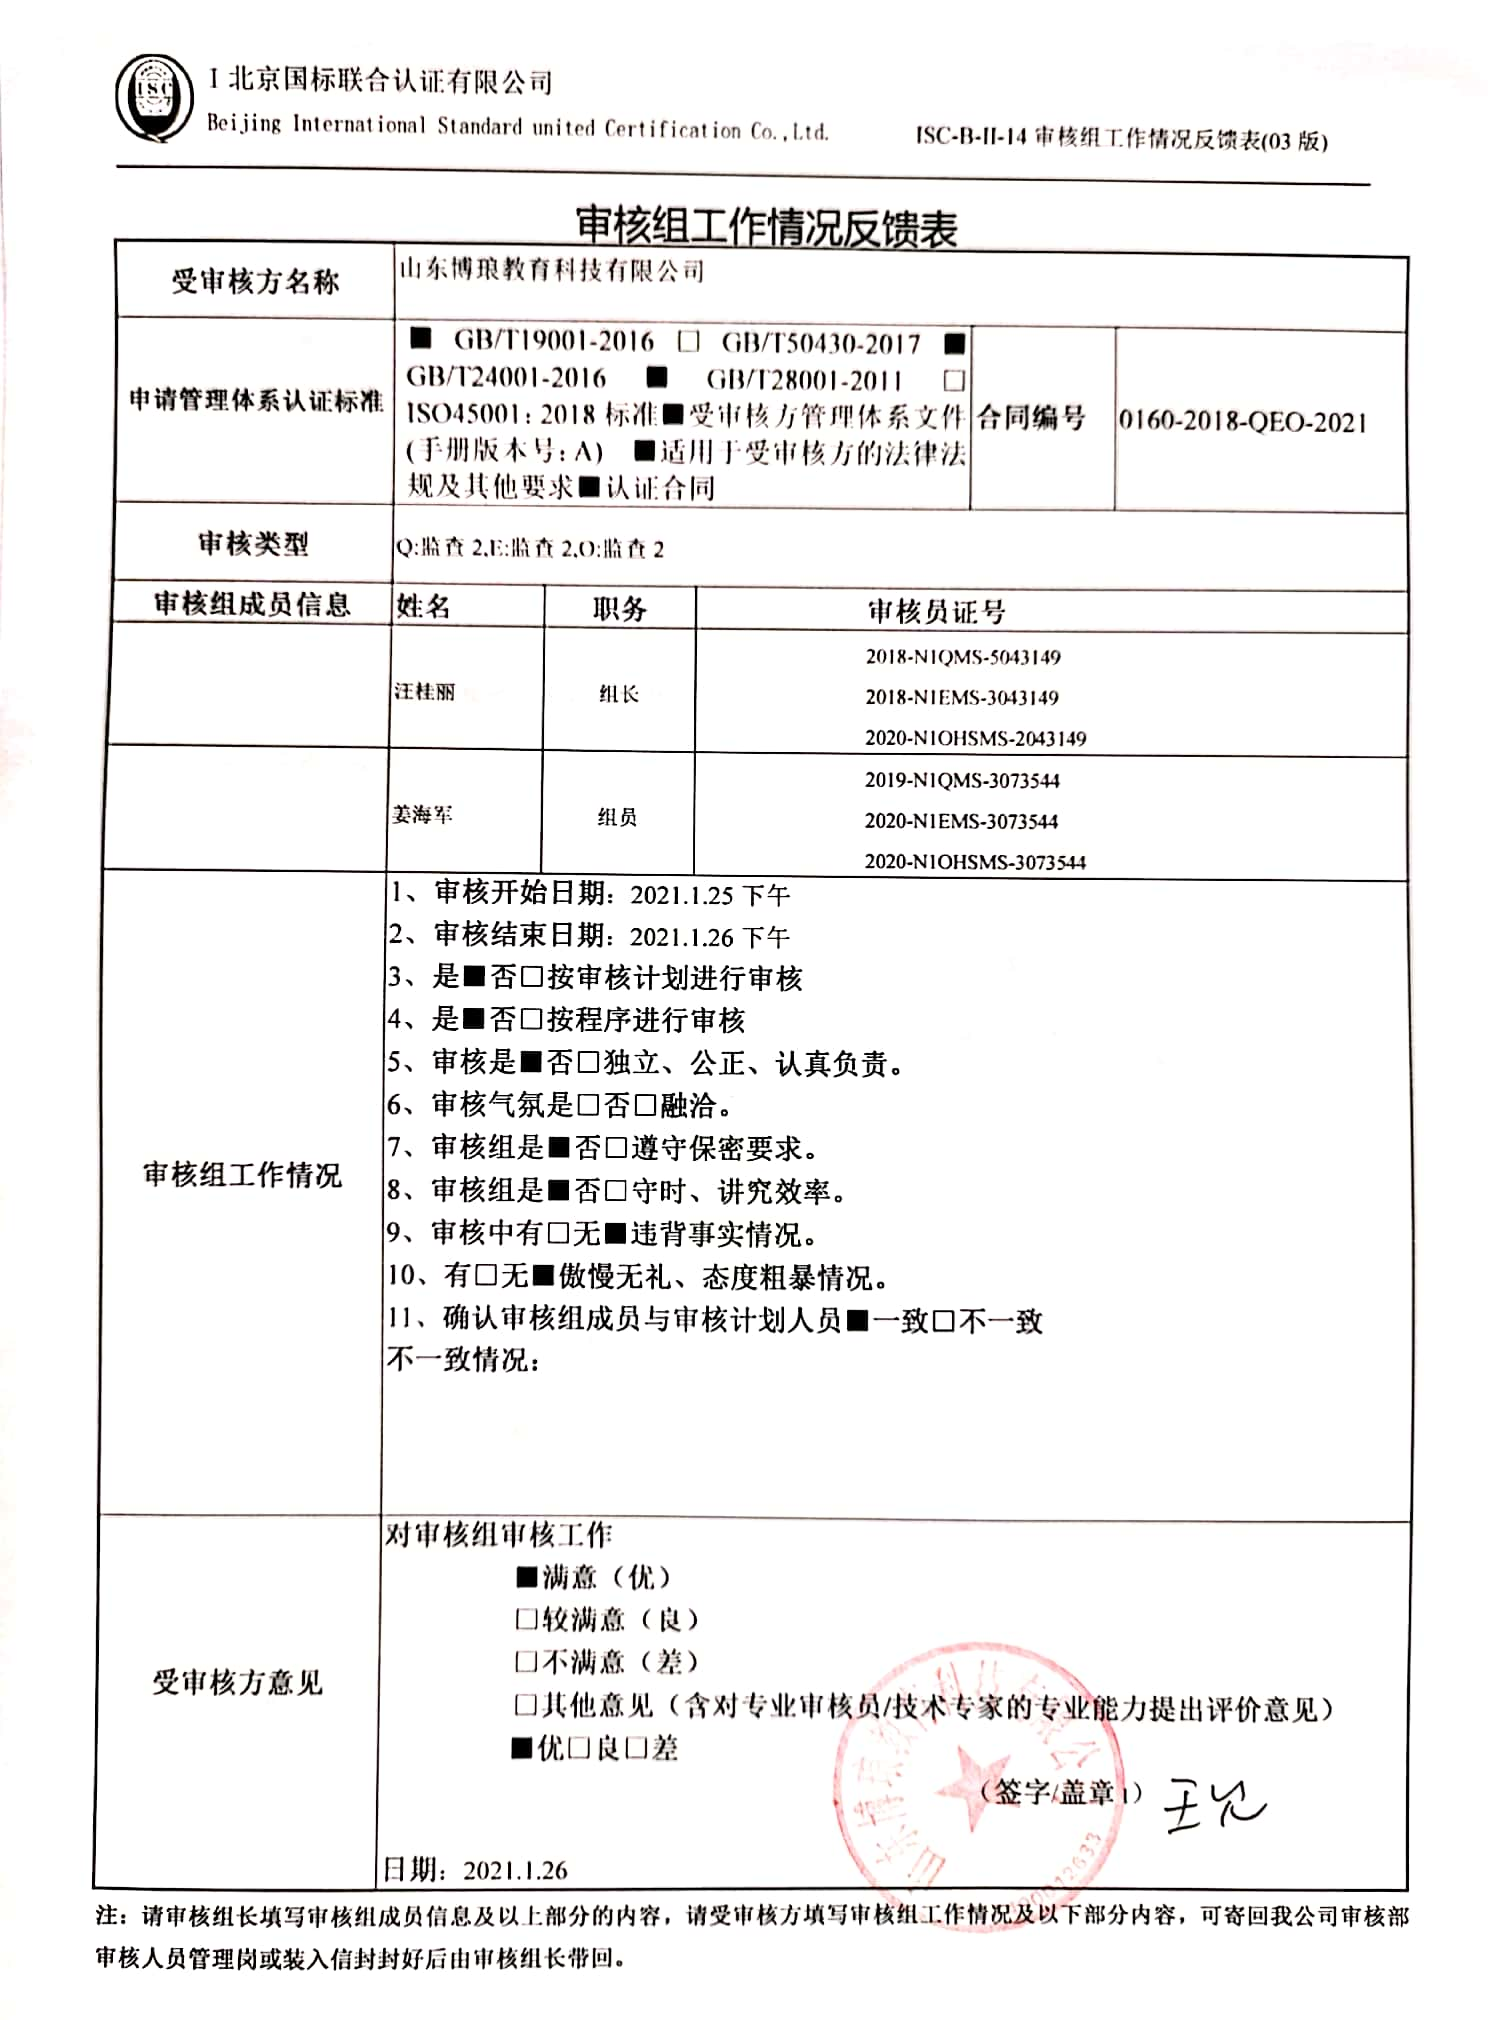 ISC
I 北京国标联合认证有限公司
Beijing International Standard united Certification Co.,Ltd.
ISC-B-II-14 审核组工作情况反馈表(03 版)
审核组工作情况反馈表
受审核方名称
山东博琅教育科技有限公司
申请管理体系认证标准
■ GB/T19001-2016 □ GB/T50430-2017 ■
GB/T24001-2016 ■ GB/T28001-2011 □
ISO45001: 2018 标准■受审核方管理体系文件
(手册版本号: A) ■适用于受审核方的法律法
规及其他要求■认证合同
合同编号
0160-2018-QEO-2021
审核类型
Q:监查 2,E:监查 2,O:监查 2
审核组成员信息 姓名 职务 审核员证号
汪桂丽 组长
2018-N1QMS-5043149
2018-N1EMS-3043149
2020-N1OHSMS-2043149
姜海军 组员
2019-N1QMS-3073544
2020-N1EMS-3073544
2020-N1OHSMS-3073544
审核组工作情况
1、审核开始日期: 2021.1.25 下午
2、审核结束日期: 2021.1.26 下午
3、是■否□按审核计划进行审核
4、是■否□按程序进行审核
5、审核是■否□独立、公正、认真负责。
6、审核气氛是□否□融洽。
7、审核组是■否□遵守保密要求。
8、审核组是■否□守时、讲究效率。
9、审核中有□无■违背事实情况。
10、有□无■傲慢无礼、态度粗暴情况。
11、确认审核组成员与审核计划人员■一致□不一致
不一致情况:
受审核方意见
对审核组审核工作
■满意（优）
□较满意（良）
□不满意（差）
□其他意见（含对专业审核员/技术专家的专业能力提出评价意见）
■优□良□差
（签字/盖章）
日期: 2021.1.26
注: 请审核组长填写审核组成员信息及以上部分的内容，请受审核方填写审核组工作情况及以下部分内容，可寄回我公司审核部
审核人员管理岗或装入信封封好后由审核组长带回。